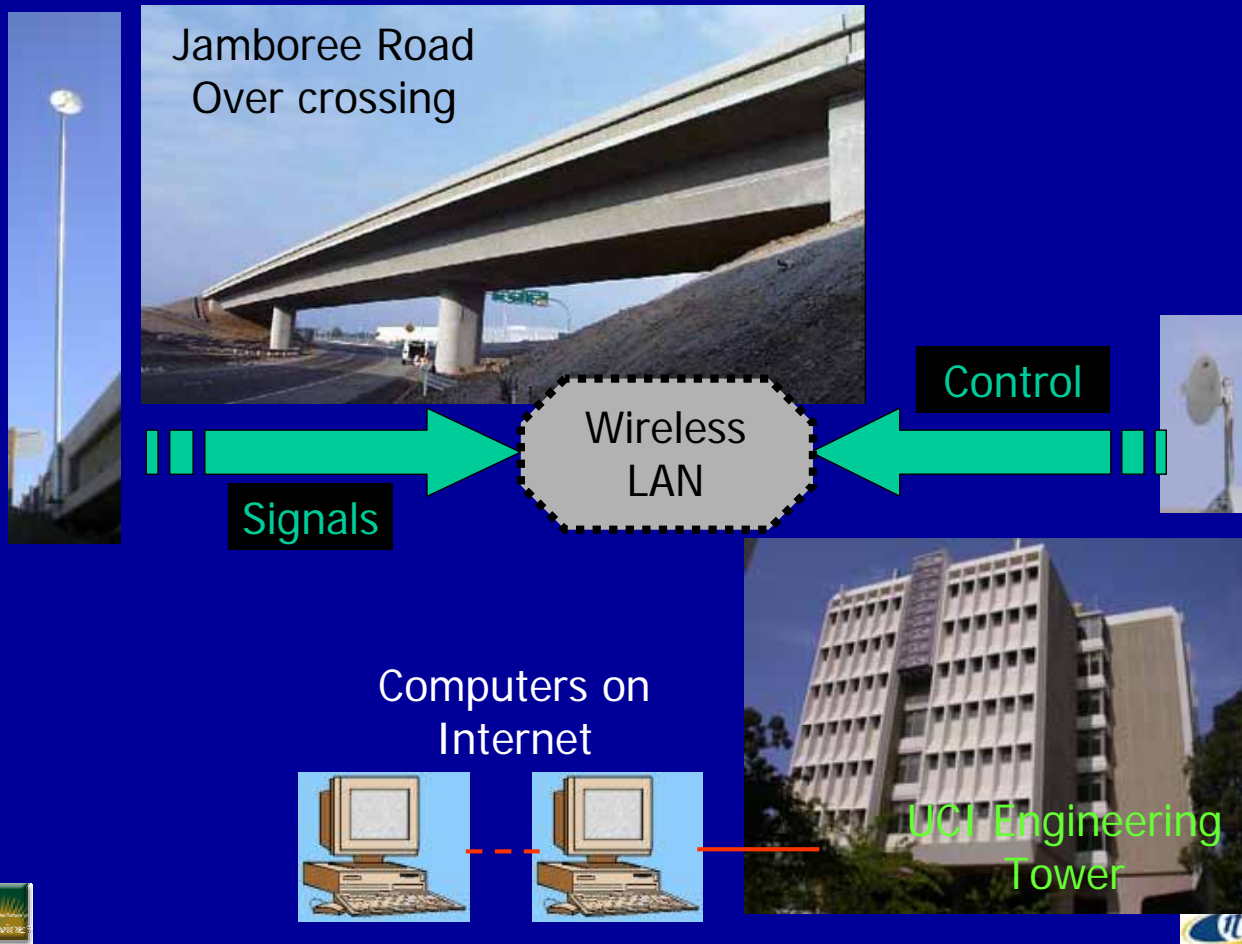 Jamboree Road
Over crossing
Control
Wireless
LAN
Signals
Computers on
Internet
UCI Engineering
Tower